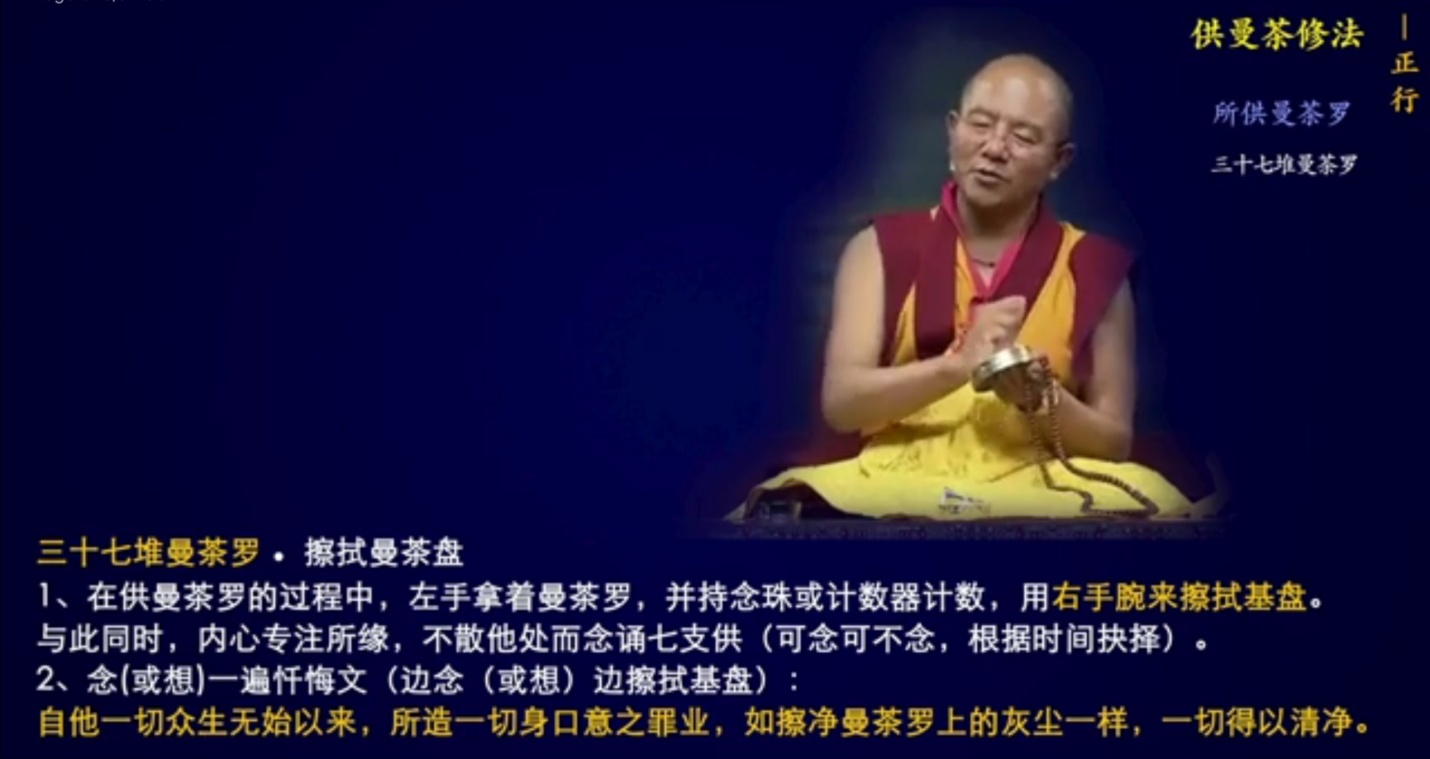 供曼茶修法
|正行
所供曼茶罗
三十七堆曼茶罗
三十七堆曼茶罗 • 擦拭曼茶盘
1、在供曼茶罗的过程中，左手拿着曼茶罗，并持念珠或计数器计数，用右手腕来擦拭基盘。
与此同时，内心专注所缘，不散他处而念诵七支供（可念可不念，根据时间抉择）。
2、念(或想)一遍忏悔文（边念（或想）边擦拭基盘）：
自他一切众生无始以来，所造一切身口意之罪业，如擦净曼茶罗上的灰尘一样，一切得以清净。